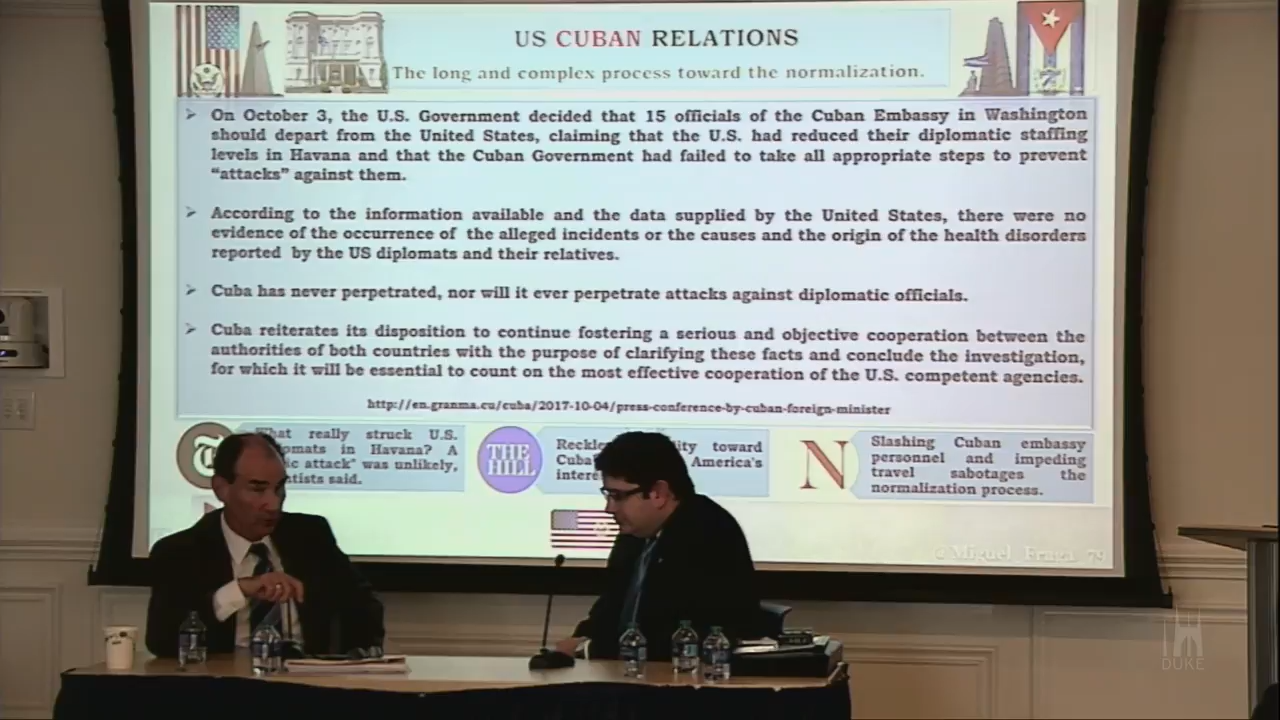 US CUBAN RELATIONS
The long and complex process toward the normalization.
➢ On October 3, the U.S. Government decided that 15 officials of the Cuban Embassy in Washington
should depart from the United States, claiming that the U.S. had reduced their diplomatic staffing
levels in Havana and that the Cuban Government had failed to take all appropriate steps to prevent
“attacks” against them.
➢ According to the information available and the data supplied by the United States, there were no
evidence of the occurrence of the alleged incidents or the causes and the origin of the health disorders
reported by the US diplomats and their relatives.
➢ Cuba has never perpetrated, nor will it ever perpetrate attacks against diplomatic officials.
➢ Cuba reiterates its disposition to continue fostering a serious and objective cooperation between the
authorities of both countries with the purpose of clarifying these facts and conclude the investigation,
for which it will be essential to count on the most effective cooperation of the U.S. competent agencies.
http://en.granma.cu/cuba/2017-10-04/press-conference-by-cuban-foreign-minister
really struck U.S.
in Havana? A
attack" was unlikely,
said.
THE
HILL
toward
Cuba America's
N
Slashing Cuban embassy
personnel and impeding
travel sabotages the
normalization process.
©Miguel_Fraga_79
DUKE